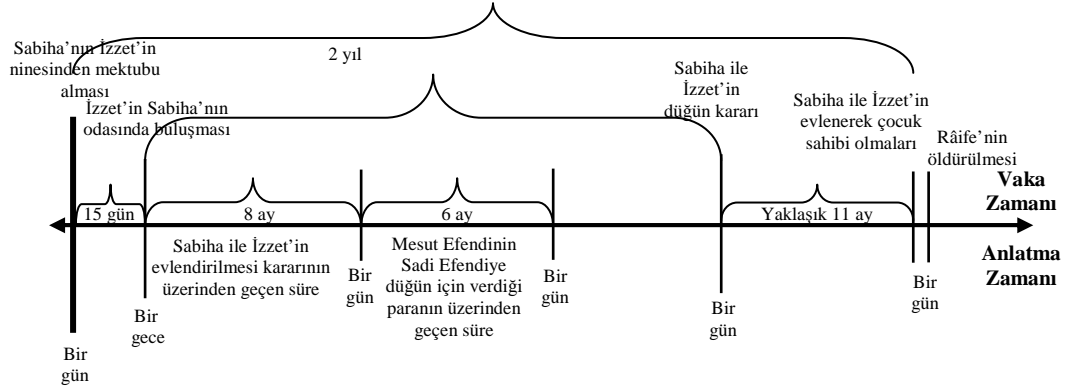 Sabiha’nın İzzet’in
ninesinden mektubu
alması
2 yıl
Sabiha ile
İzzet’in
düğün kararı
İzzet’in Sabiha’nın
odasında buluşması
Sabiha ile İzzet’in
evlenerek çocuk
sahibi olmaları
Râife’nin
öldürülmesi
Vaka
Zamanı
15 gün
8 ay
6 ay
Yaklaşık 11 ay
Anlatma
Zamanı
Sabiha ile İzzet’in
evlendirilmesi kararının
üzerinden geçen süre
Mesut Efendinin
Sadi Efendiye
düğün için verdiği
paranın üzerinden
geçen süre
Bir
gün
Bir
gece
Bir
gün
Bir
gün
Bir
gün
Bir
gün